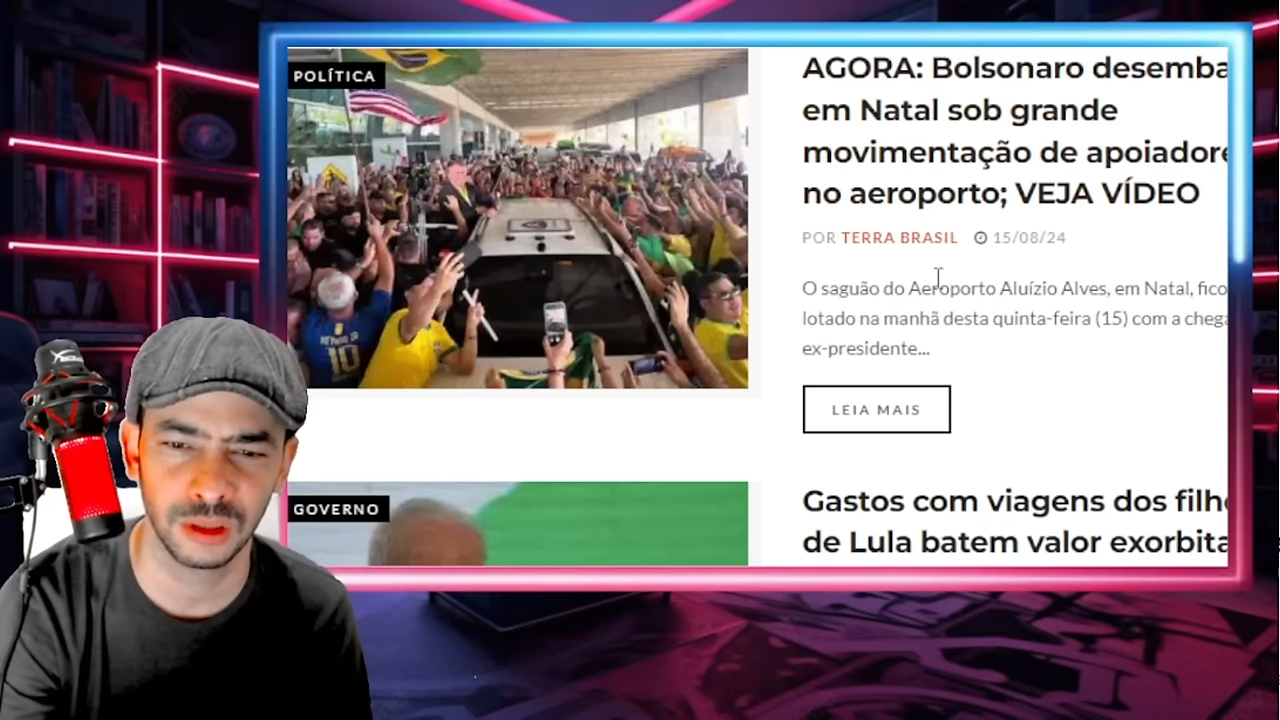 POLÍTICA
AGORA: Bolsonaro desemba
em Natal sob grande
movimentação de apoiadore
no aeroporto; VEJA VÍDEO
POR TERRA BRASIL 15/08/24
O saguão do Aeroporto Aluízio Alves, em Natal, fico
lotado na manhã desta quinta-feira (15) com a chega
ex-presidente...
LEIA MAIS
10
GOVERNO
Gastos com viagens dos filho
de Lula batem valor exorbita